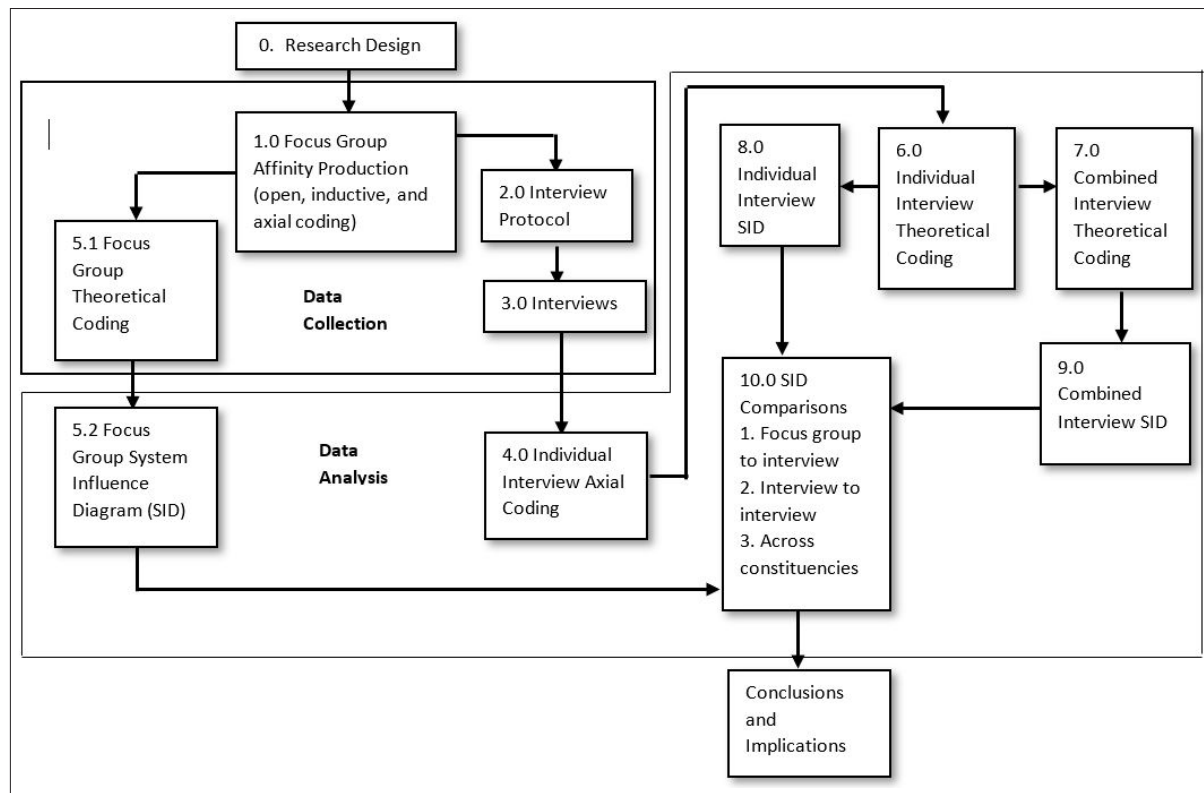 0. Research Design
1.0 Focus Group
Affinity Production
(open, inductive, and
axial coding)
2.0 Interview
Protocol
3.0 Interviews
5.1 Focus
Group
Theoretical
Coding
Data
Collection
8.0
Individual
Interview
SID
6.0
Individual
Interview
Theoretical
Coding
7.0
Combined
Interview
Theoretical
Coding
5.2 Focus
Group System
Influence
Diagram (SID)
Data
Analysis
4.0 Individual
Interview Axial
Coding
10.0 SID
Comparisons
1. Focus group
to interview
2. Interview to
interview
3. Across
constituencies
9.0
Combined
Interview SID
Conclusions
and
Implications